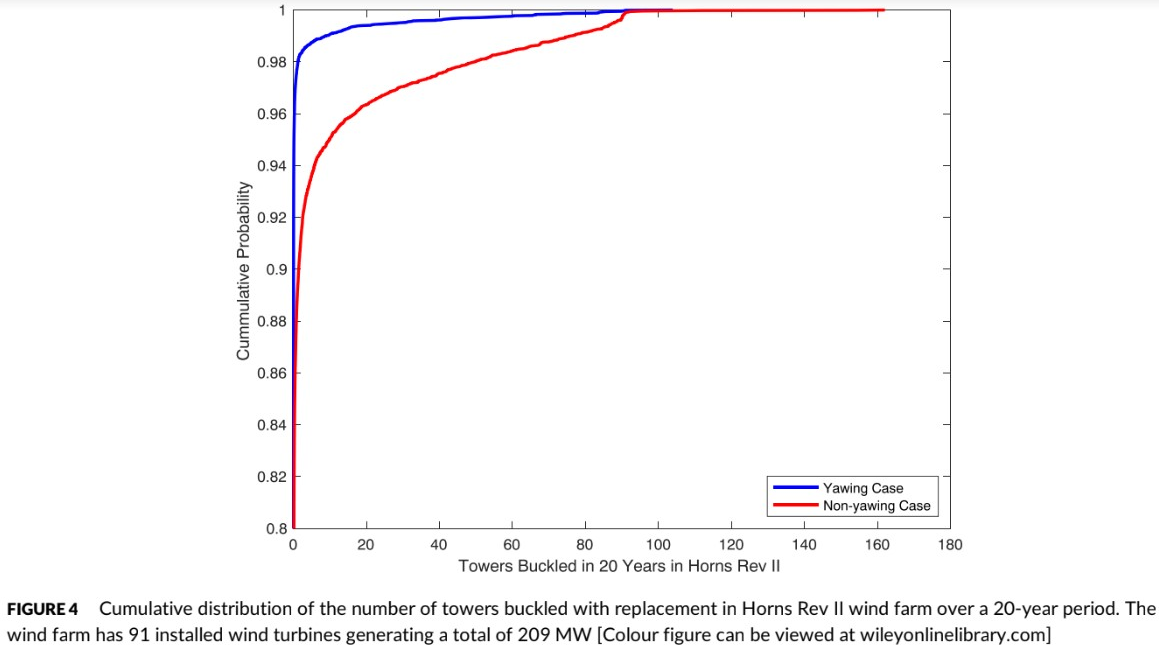 1
0.98
0.96
0.94
0.92
0.9
0.88
0.86
0.84
0.82
0.8
Cummulative Probability
Yawing Case
Non-yawing Case
0 20 40 60 80 100 120 140 160 180
Towers Buckled in 20 Years in Horns Rev II
FIGURE 4 Cumulative distribution of the number of towers buckled with replacement in Horns Rev II wind farm over a 20-year period. The
wind farm has 91 installed wind turbines generating a total of 209 MW [Colour figure can be viewed at wileyonlinelibrary.com]